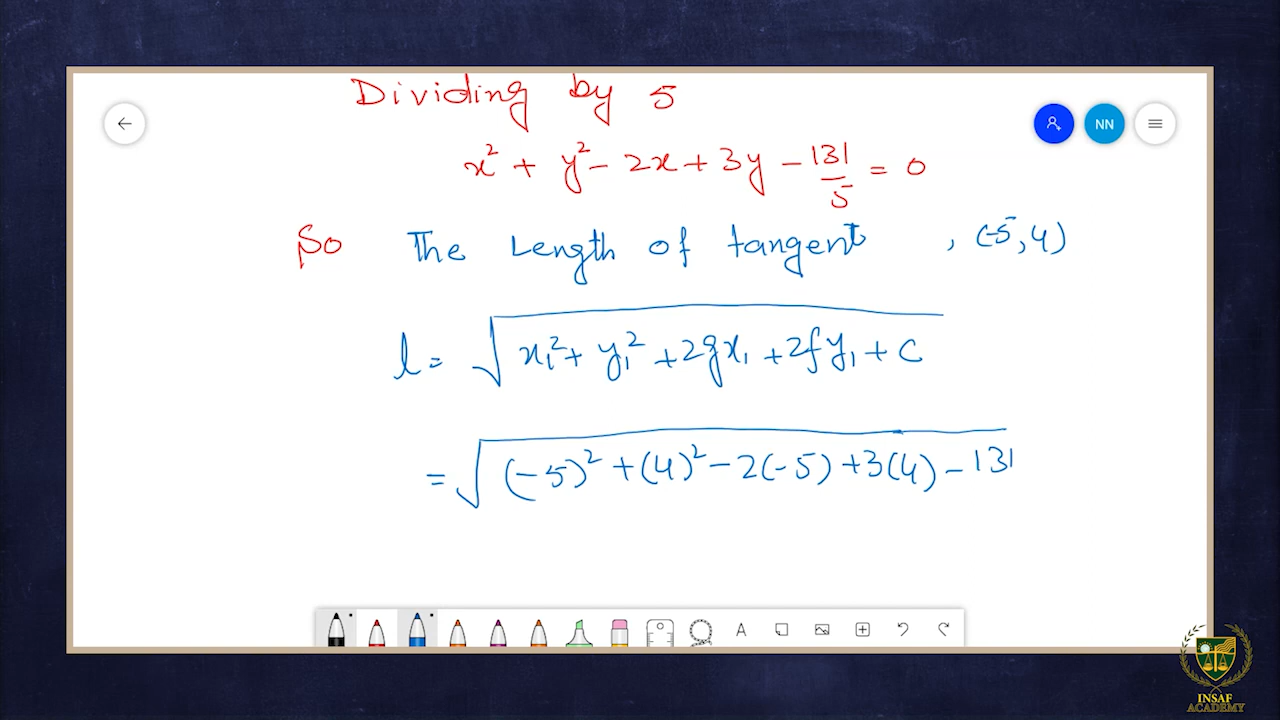 Dividing by 5
NN
x² + y² - 2x + 3y - 131/5 = 0
So The Length of tangent , (-5,4)
l = √(x₁² + y₁² + 2gx₁ + 2fy₁ + c)
= √((-5)² + (4)² - 2(-5) + 3(4) - 131
A
INSAF
ACADEMY